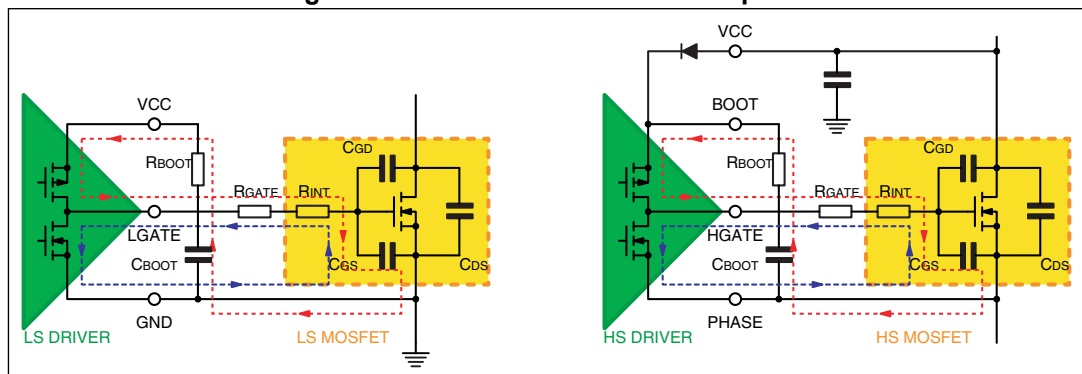 VCC
RBOOT
CGD
RGATE
RINT
LGATE
CBOOT
CGS
CDS
GND
LS DRIVER
LS MOSFET
VCC
BOOT
RBOOT
CGD
RGATE
RINT
HGATE
CBOOT
CGS
CDS
PHASE
HS DRIVER
HS MOSFET